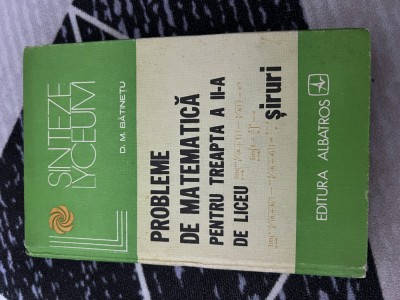 SINTEZE
LYCEUM
D. M. BĂTINEȚU
PROBLEME
DE MATEMATICĂ
PENTRU TREAPTA A II-A
DE LICEU
șiruri
EDITURA ALBATROS